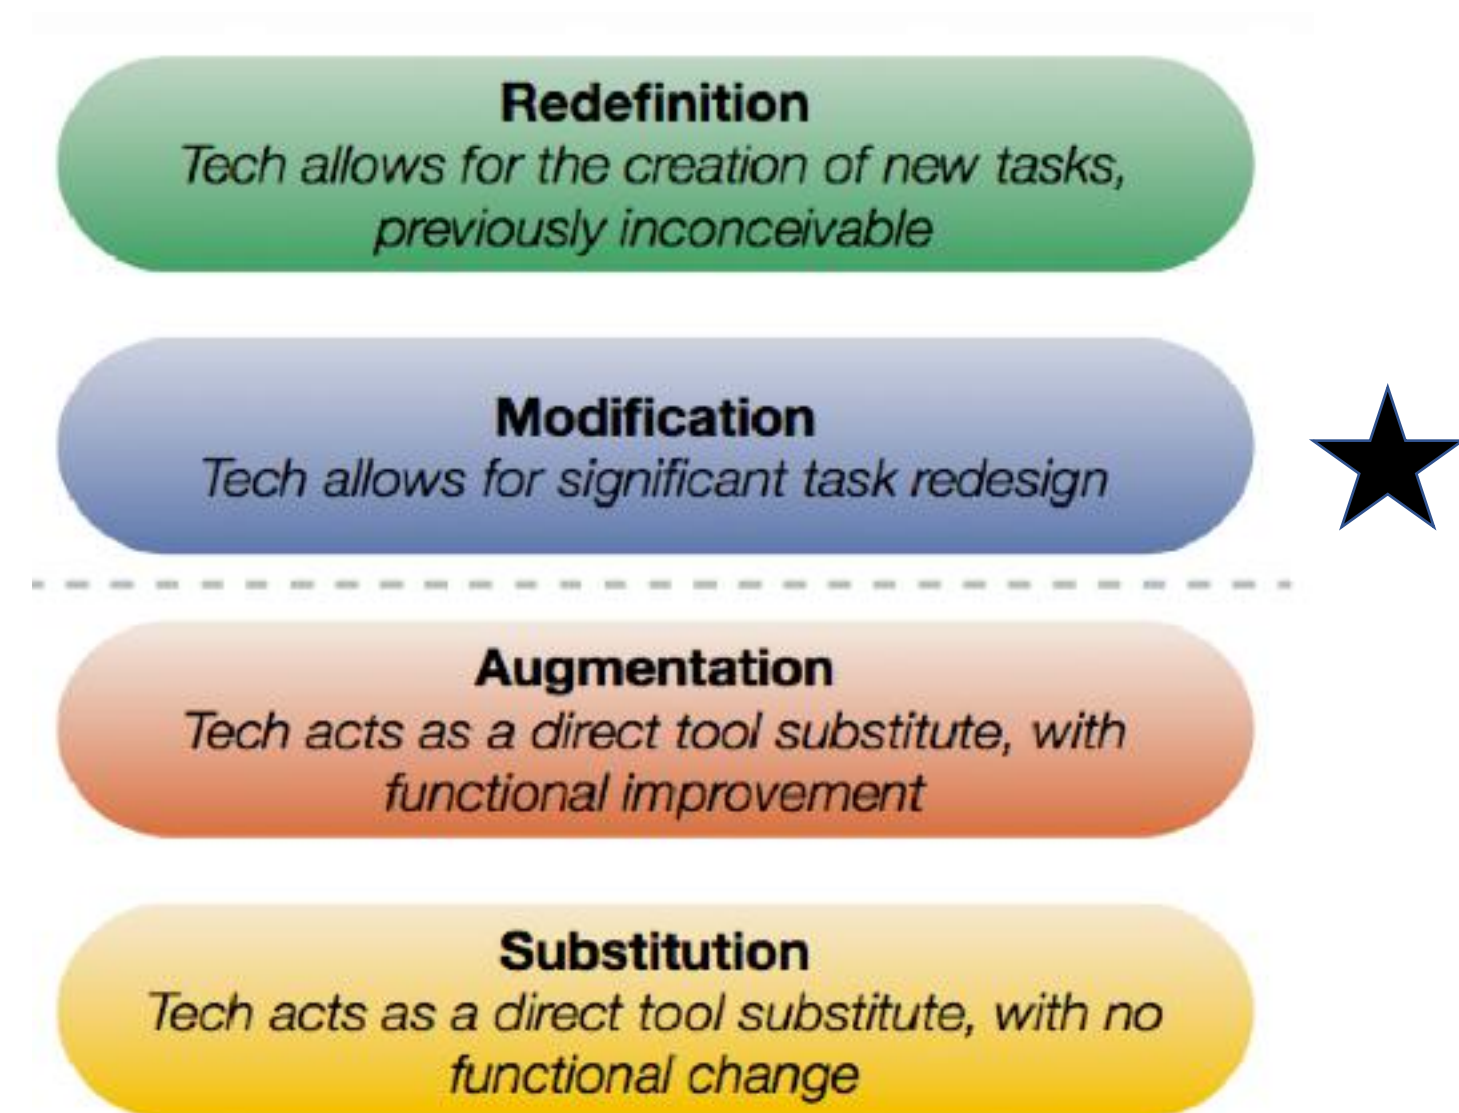 Redefinition
Tech allows for the creation of new tasks,
previously inconceivable
Modification
Tech allows for significant task redesign
Augmentation
Tech acts as a direct tool substitute, with
functional improvement
Substitution
Tech acts as a direct tool substitute, with no
functional change